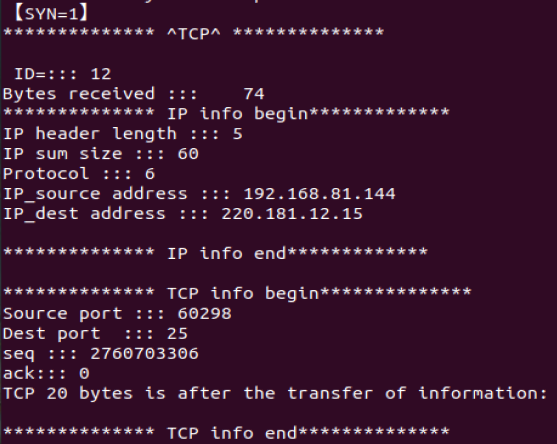 【SYN=1】
************** ^TCP^ **************
ID=::: 12
Bytes received ::: 74
************** IP info begin*************
IP header length ::: 5
IP sum size ::: 60
Protocol ::: 6
IP_source address ::: 192.168.81.144
IP_dest address ::: 220.181.12.15
************** IP info end*************
************** TCP info begin**************
Source port ::: 60298
Dest port  ::: 25
seq ::: 2760703306
ack::: 0
TCP 20 bytes is after the transfer of information:
************** TCP info end**************